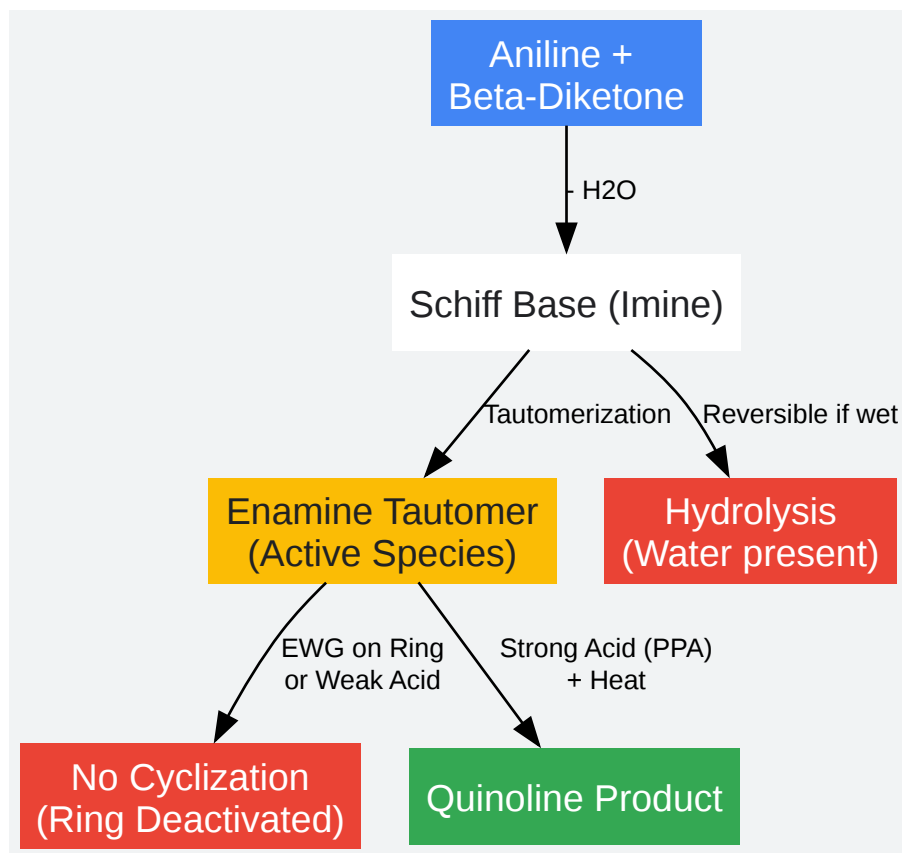 Aniline +
Beta-Diketone
- H2O
Schiff Base (Imine)
Tautomerization
Reversible if wet
Enamine Tautomer
(Active Species)
Hydrolysis
(Water present)
EWG on Ring
or Weak Acid
Strong Acid (PPA)
+ Heat
No Cyclization
(Ring Deactivated)
Quinoline Product